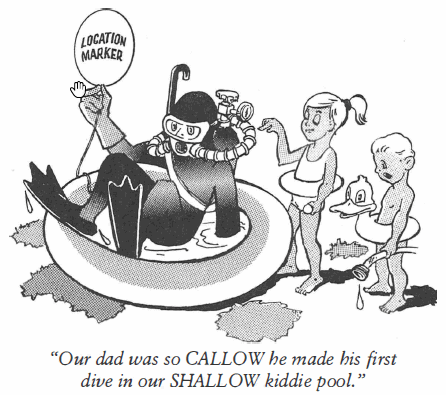 LOCATION
MARKER
"Our dad was so CALLOW he made his first
dive in our SHALLOW kiddie pool."